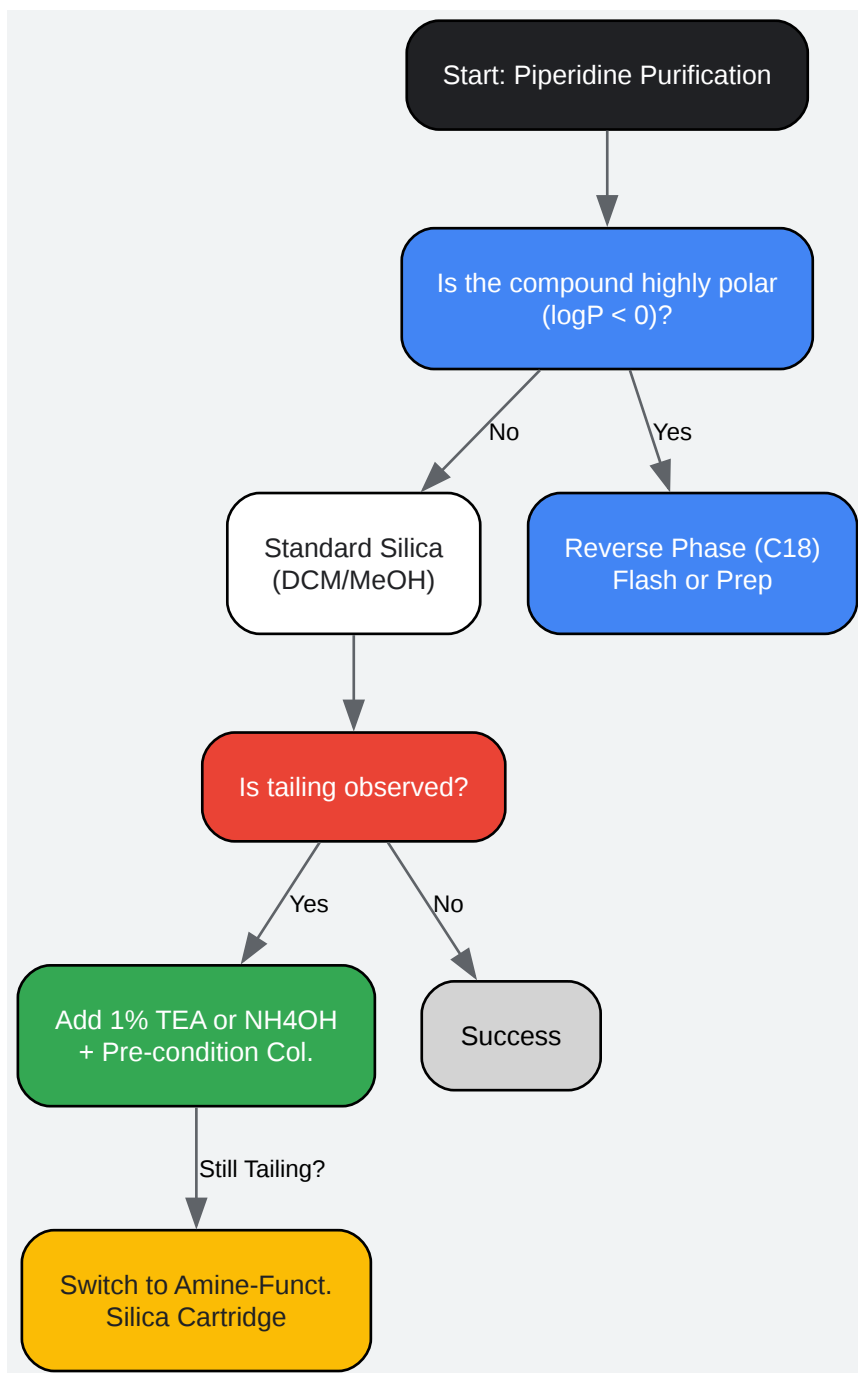 Start: Piperidine Purification
Is the compound highly polar
(logP < 0)?
No
Yes
Standard Silica
(DCM/MeOH)
Reverse Phase (C18)
Flash or Prep
Is tailing observed?
Yes
No
Add 1% TEA or NH4OH
+ Pre-condition Col.
Success
Still Tailing?
Switch to Amine-Funct.
Silica Cartridge